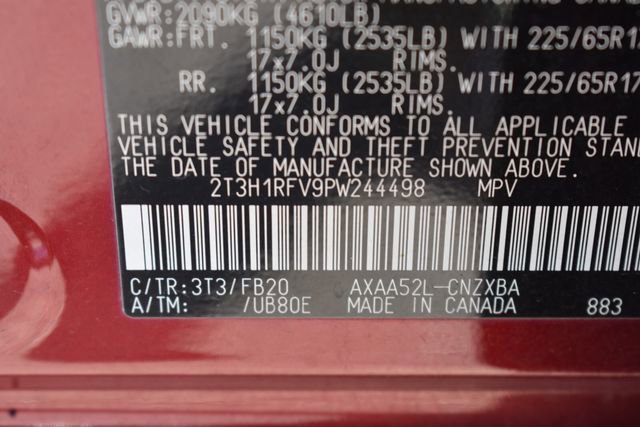 GVWR: 2090KG (4610LB)
GAWR: FRT. 1150KG (2535LB) WITH 225/65R17
17x7.0J RIMS.
RR. 1150KG (2535LB) WITH 225/65R17
17x7.0J RIMS.
THIS VEHICLE CONFORMS TO ALL APPLICABLE
VEHICLE SAFETY AND THEFT PREVENTION STAN
THE DATE OF MANUFACTURE SHOWN ABOVE.
2T3H1RFV9PW244498 MPV
C/TR:3T3/FB20 AXAA52L-CNZXBA
A/TM: /UB80E MADE IN CANADA 883